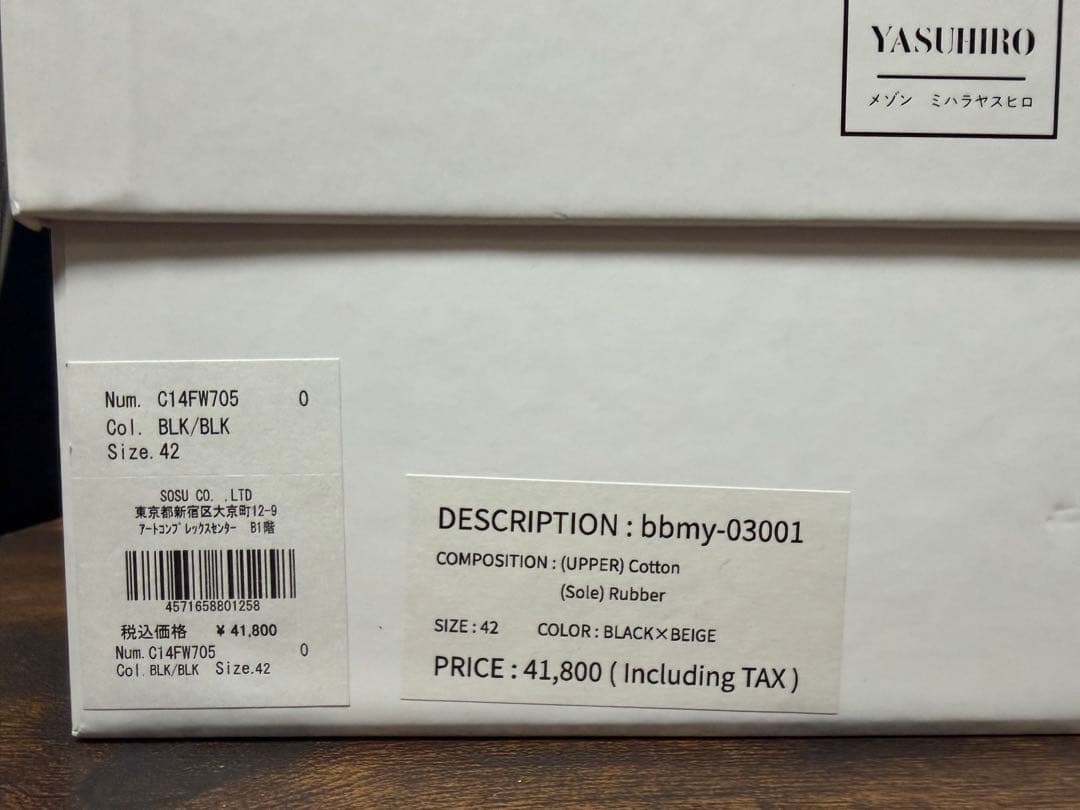 YASUHIRO
メゾン ミハラヤスヒロ
Num. C14FW705 0
Col. BLK/BLK
Size. 42
SOSU CO. .LTD
東京都新宿区大京町12-9
アートコンプレックスセンター B1階
4571658801258
税込価格 ¥ 41,800
Num. C14FW705 0
Col. BLK/BLK Size. 42
DESCRIPTION : bbmy-03001
COMPOSITION : (UPPER) Cotton
(Sole) Rubber
SIZE : 42 COLOR : BLACK×BEIGE
PRICE : 41,800 ( Including TAX )